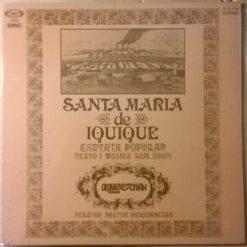 SANTA MARIA
de
IQUIQUE
CANTATA POPULAR
TEXTO I MUSICA: LUIS ADVIS
QUILAPAYUN
RELATOR HECTOR DUVAUCHELLE